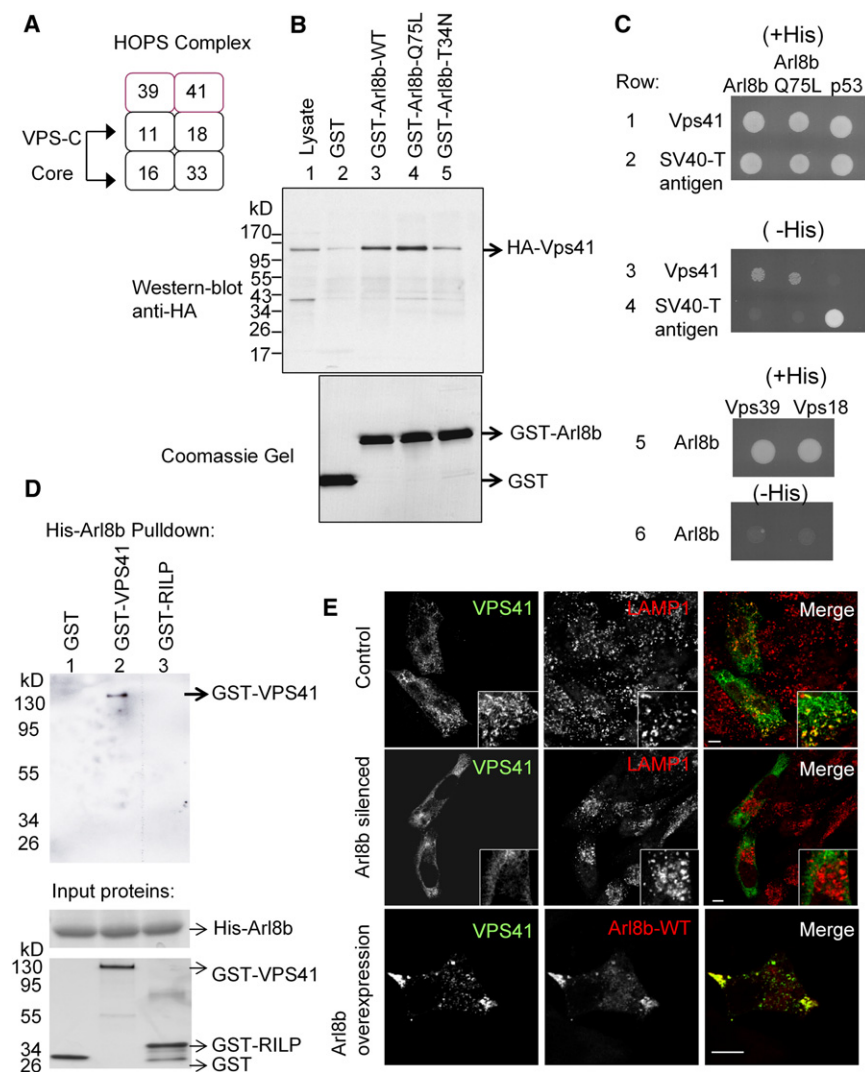 A
HOPS Complex
39 41
VPS-C 11 18
Core 16 33
B
Lysate
GST
GST-Arl8b-WT
GST-Arl8b-Q75L
GST-Arl8b-T34N
1 2 3 4 5
kD
170
95
55
43
34
26
17
HA-Vps41
Western-blot
anti-HA
GST-Arl8b
Coomassie Gel
GST
C
(+His)
Row: Arl8b Arl8b Q75L p53
1 Vps41
2 SV40-T
antigen
( -His)
3 Vps41
4 SV40-T
antigen
(+His)
Vps39 Vps18
5 Arl8b
(-His)
6 Arl8b
D
His-Arl8b Pulldown:
GST
GST-VPS41
GST-RILP
1 2 3
kD
130
95
55
34
26
GST-VPS41
Input proteins:
His-Arl8b
kD
130
95
55
34
26
GST-VPS41
GST-RILP
GST
E
Control
VPS41 LAMP1 Merge
Arl8b silenced
VPS41 LAMP1 Merge
Arl8b
overexpression
VPS41 Arl8b-WT Merge